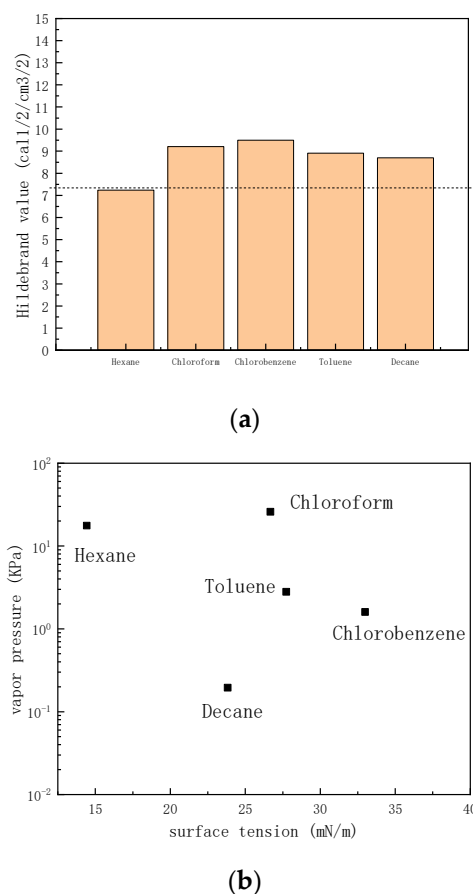 15
14
13
12
11
10
9
8
7
6
5
4
3
2
1
0
Hildebrand value (cal1/2/cm3/2)
Hexane Chloroform Chlorobenzene Toluene Decane
(a)
10²
10¹
10⁰
10⁻¹
10⁻²
vapor pressure (KPa)
Chloroform
Hexane
Toluene
Chlorobenzene
Decane
15 20 25 30 35 40
surface tension (mN/m)
(b)